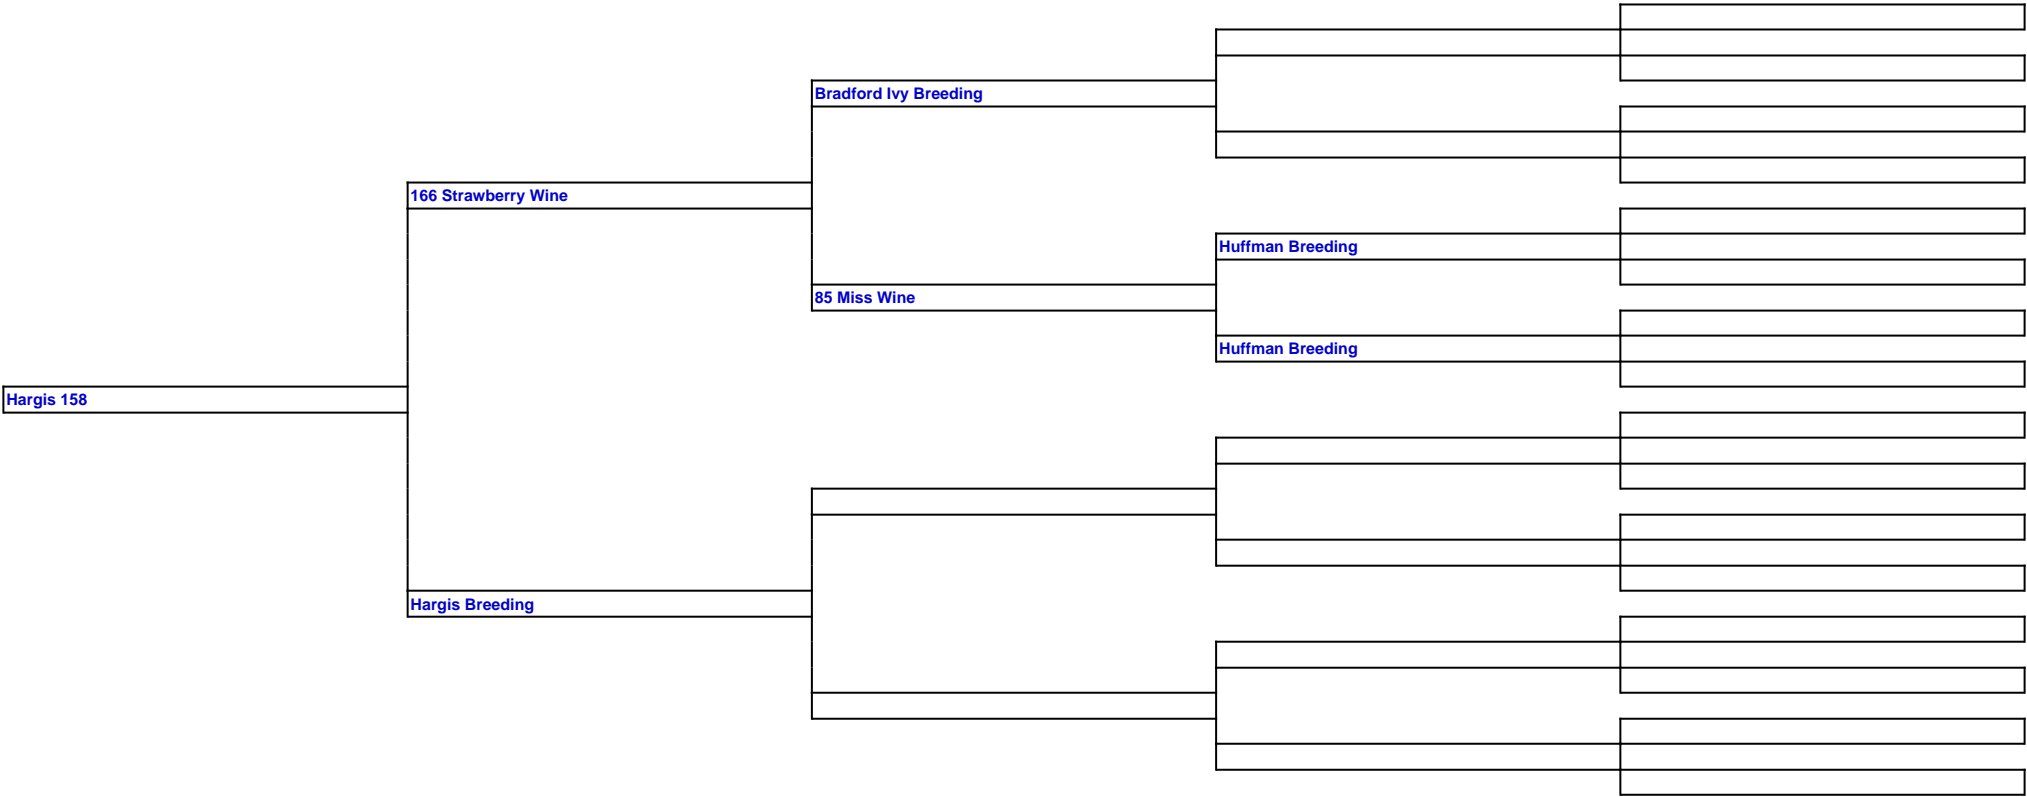 Bradford Ivy Breeding
166 Strawberry Wine
Huffman Breeding
85 Miss Wine
Huffman Breeding
Hargis 158
Hargis Breeding